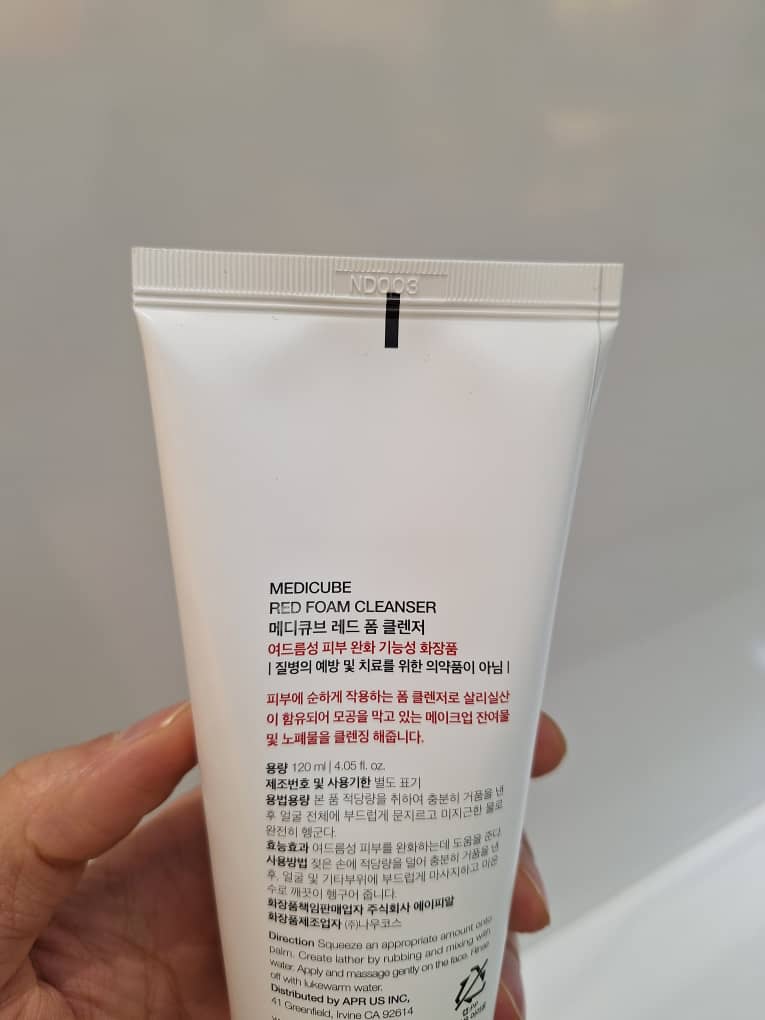 ND003
MEDICUBE
RED FOAM CLEANSER
메디큐브 레드 폼 클렌저
여드름성 피부 완화 기능성 화장품
| 질병의 예방 및 치료를 위한 의약품이 아님 |
피부에 순하게 작용하는 폼 클렌저로 살리실산
이 함유되어 모공을 막고 있는 메이크업 잔여물
및 노폐물을 클렌징 해줍니다.
용량 120 ml | 4.05 fl. oz.
제조번호 및 사용기한 별도 표기
용법용량 본 품 적당량을 취하여 충분히 거품을 낸
후 얼굴 전체에 부드럽게 문지르고 미지근한 물로
완전히 헹군다.
효능효과 여드름성 피부를 완화하는데 도움을 준다.
사용방법 젖은 손에 적당량을 덜어 충분히 거품을 낸
후, 얼굴 및 기타부위에 부드럽게 마사지하고 미온
수로 깨끗이 헹구어 줍니다.
화장품책임판매업자 주식회사 에이피알
화장품제조업자 (주)나우코스
Direction Squeeze an appropriate amount onto
palm. Create lather by rubbing and mixing with
water. Apply and massage gently on the face. Rinse
off with lukewarm water.
Distributed by APR US INC,
41 Greenfield, Irvine CA 92614